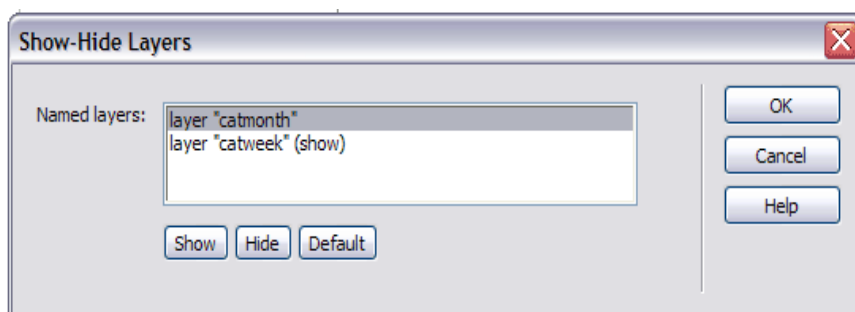 Show-Hide Layers
Named layers:
layer "catmonth"
layer "catweek" (show)
Show
Hide
Default
OK
Cancel
Help